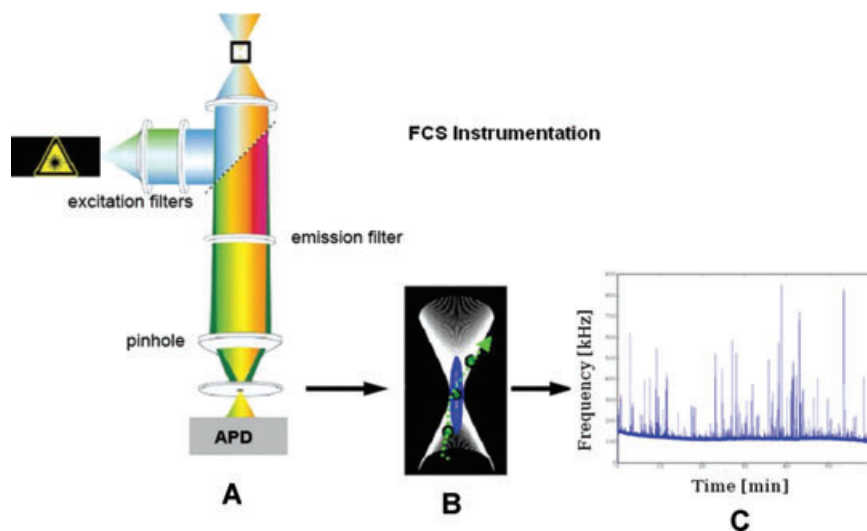 FCS Instrumentation
excitation filters
emission filter
pinhole
APD
A
B
Frequency [kHz]
Time [min]
C